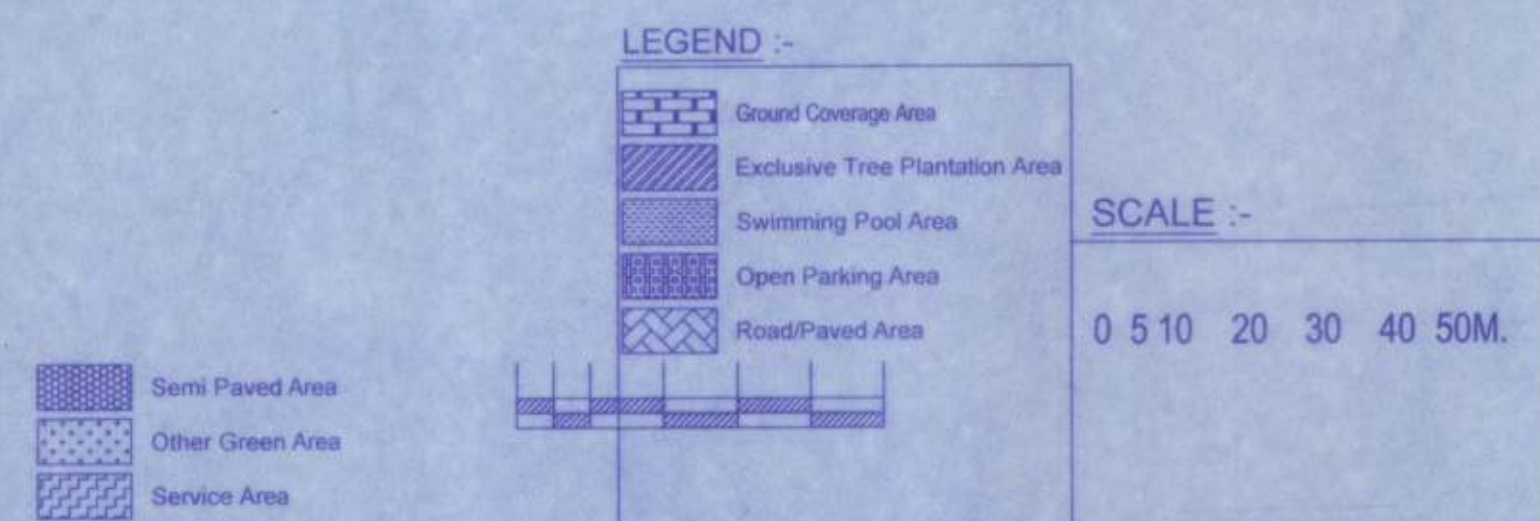 LEGEND :-
Ground Coverage Area
Exclusive Tree Plantation Area
Swimming Pool Area
Open Parking Area
Road/Paved Area
Semi Paved Area
Other Green Area
Service Area
SCALE :-
0 5 10 20 30 40 50M.